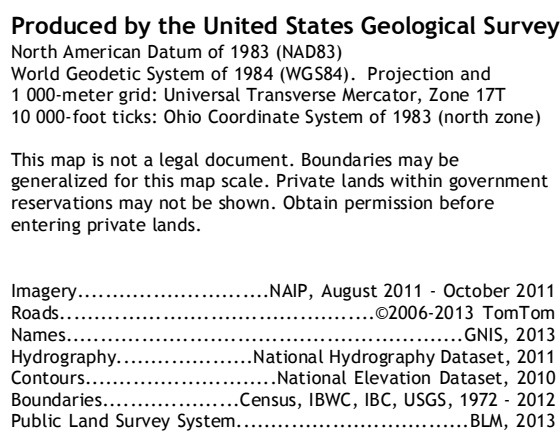 Produced by the United States Geological Survey
North American Datum of 1983 (NAD83)
World Geodetic System of 1984 (WGS84). Projection and
1 000-meter grid: Universal Transverse Mercator, Zone 17T
10 000-foot ticks: Ohio Coordinate System of 1983 (north zone)
This map is not a legal document. Boundaries may be
generalized for this map scale. Private lands within government
reservations may not be shown. Obtain permission before
entering private lands.
Imagery............................NAIP, August 2011 - October 2011
Roads..............................................©2006-2013 TomTom
Names...........................................................GNIS, 2013
Hydrography....................National Hydrography Dataset, 2011
Contours............................National Elevation Dataset, 2010
Boundaries....................Census, IBWC, IBC, USGS, 1972 - 2012
Public Land Survey System..................................BLM, 2013